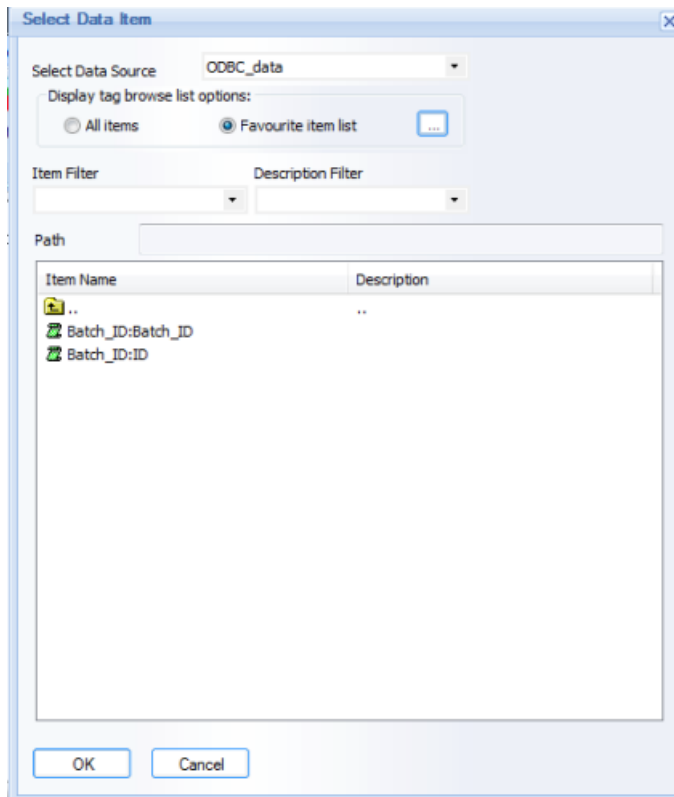 Select Data Item
Select Data Source ODBC_data
Display tag browse list options:
All items Favourite item list ...
Item Filter Description Filter
Path
Item Name Description
.. ..
Batch_ID:Batch_ID
Batch_ID:ID
OK Cancel